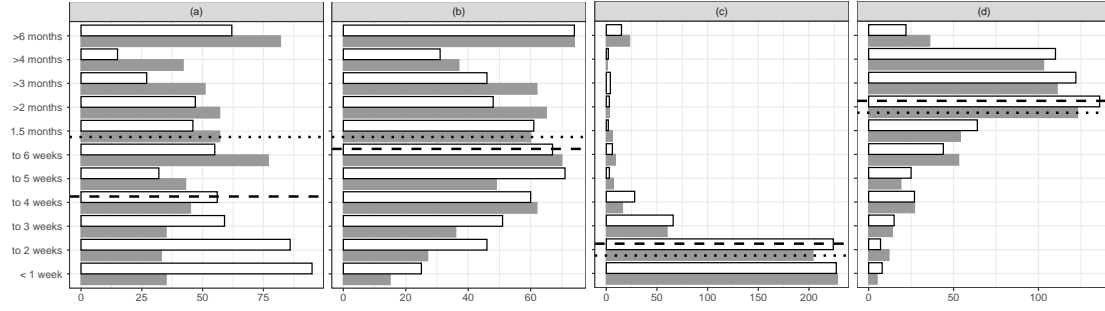 (a) (b) (c) (d)
>6 months
>4 months
>3 months
>2 months
1.5 months
to 6 weeks
to 5 weeks
to 4 weeks
to 3 weeks
to 2 weeks
< 1 week
0 25 50 75 0 20 40 60 0 50 100 150 200 0 50 100